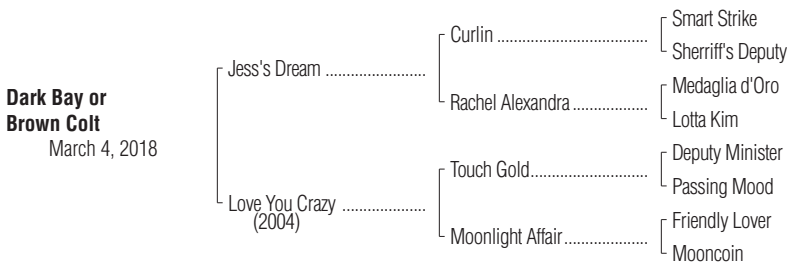 Dark Bay or
Brown Colt
March 4, 2018
Jess's Dream ........................
Love You Crazy ....................
(2004)
Curlin ....................................
Rachel Alexandra ..................
Touch Gold............................
Moonlight Affair....................
Smart Strike
Sherriff's Deputy
Medaglia d'Oro
Lotta Kim
Deputy Minister
Passing Mood
Friendly Lover
Mooncoin